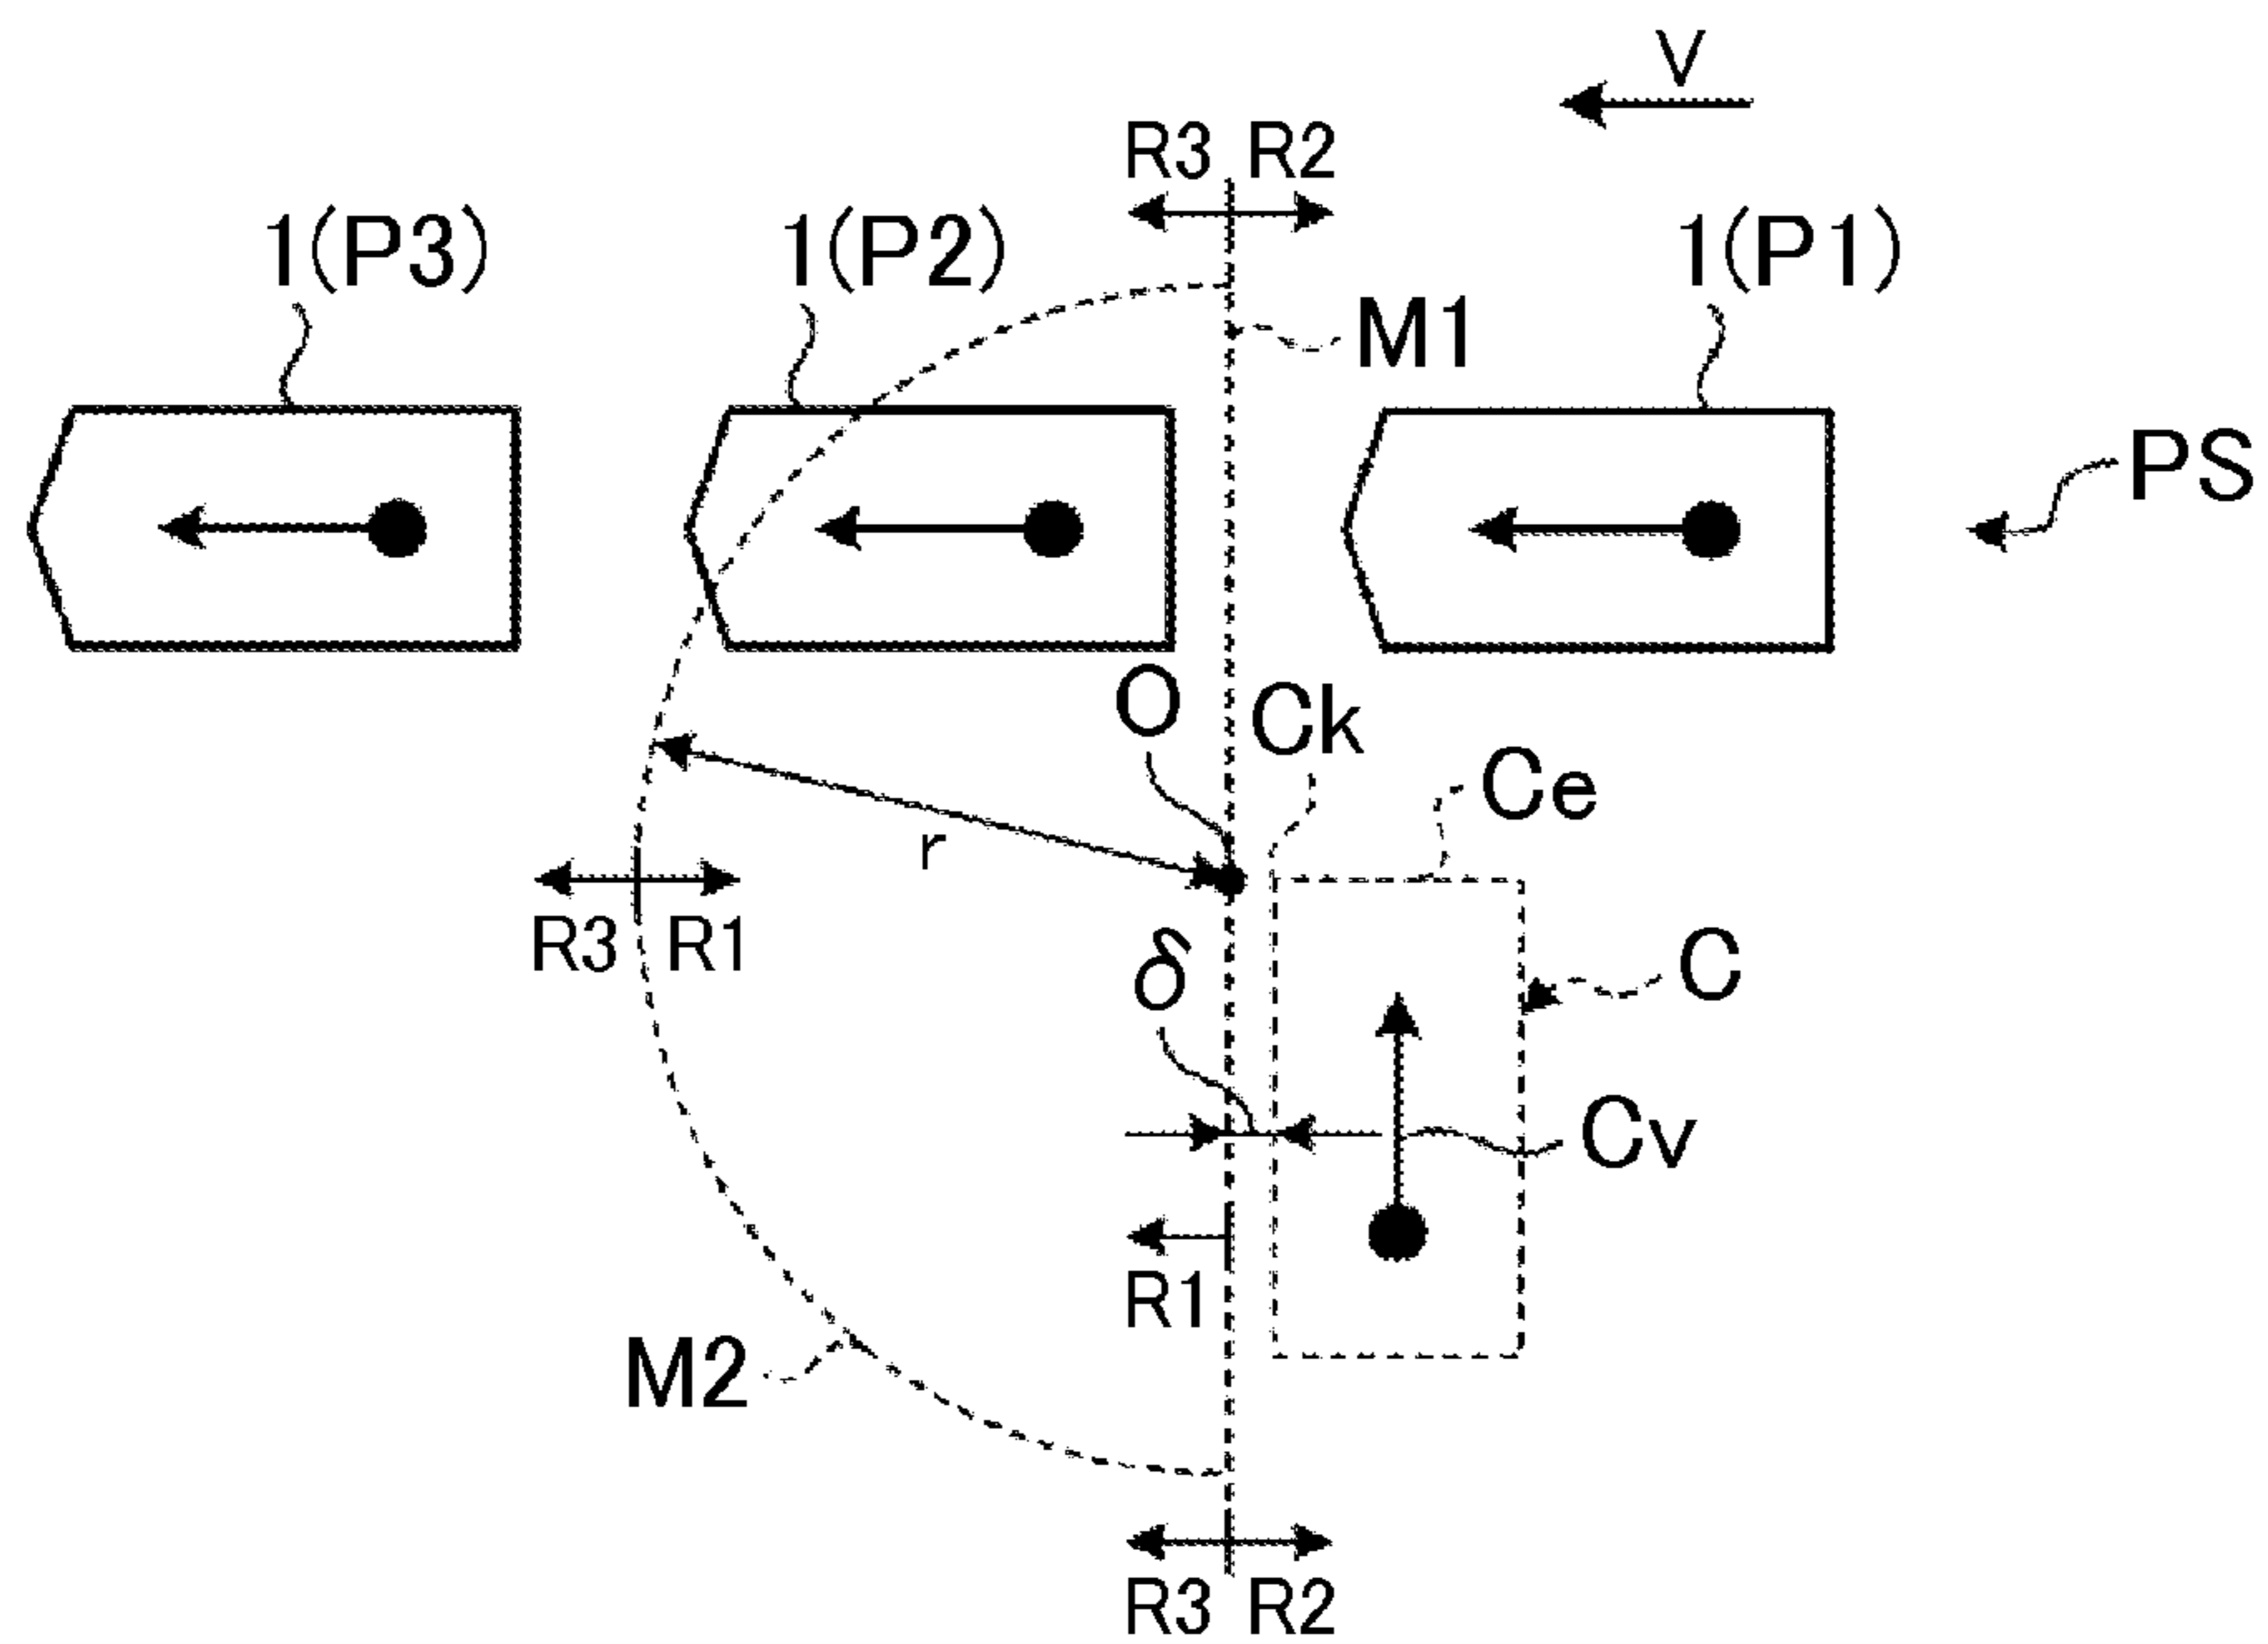 V
R3 R2
1(P3) 1(P2) 1(P1)
M1
PS
O Ck
Ce
r
R3 R1
δ
C
Cv
R1
M2
R3 R2